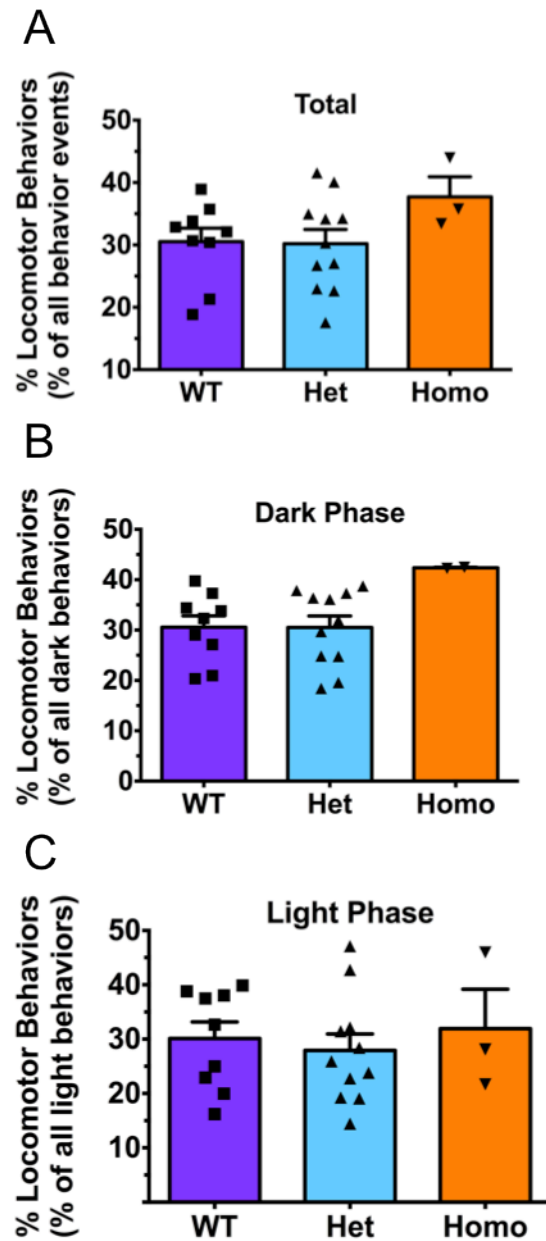 A
Total
% Locomotor Behaviors
(% of all behavior events)
50
40
30
20
10
WT Het Homo
B
Dark Phase
% Locomotor Behaviors
(% of all dark behaviors)
50
40
30
20
10
0
WT Het Homo
C
Light Phase
% Locomotor Behaviors
(% of all light behaviors)
50
40
30
20
10
WT Het Homo